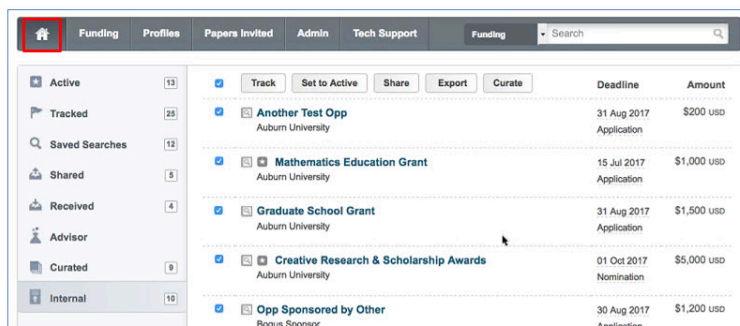 Funding Profiles Papers Invited Admin Tech Support Funding Search
Active 13
Tracked 25
Saved Searches 12
Shared 5
Received 4
Advisor
Curated 9
Internal 10
Track Set to Active Share Export Curate Deadline Amount
Another Test Opp 31 Aug 2017 $200 USD
Auburn University Application
Mathematics Education Grant 15 Jul 2017 $1,000 USD
Auburn University Application
Graduate School Grant 31 Aug 2017 $1,500 USD
Auburn University Application
Creative Research & Scholarship Awards 01 Oct 2017 $5,000 USD
Auburn University Nomination
Opp Sponsored by Other 30 Aug 2017 $1,200 USD
Bogus Sponsor Application